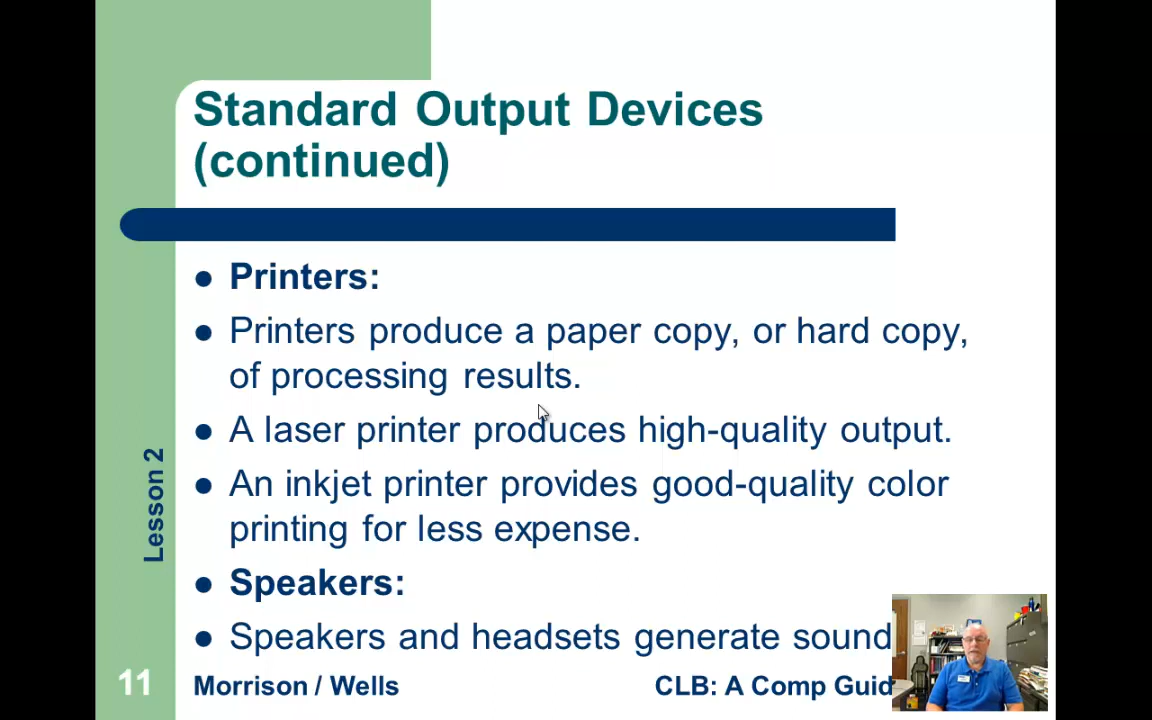 Standard Output Devices
(continued)
Printers:
Printers produce a paper copy, or hard copy,
of processing results.
A laser printer produces high-quality output.
An inkjet printer provides good-quality color
printing for less expense.
Speakers:
Speakers and headsets generate sound
Lesson 2
11
Morrison / Wells
CLB: A Comp Guid